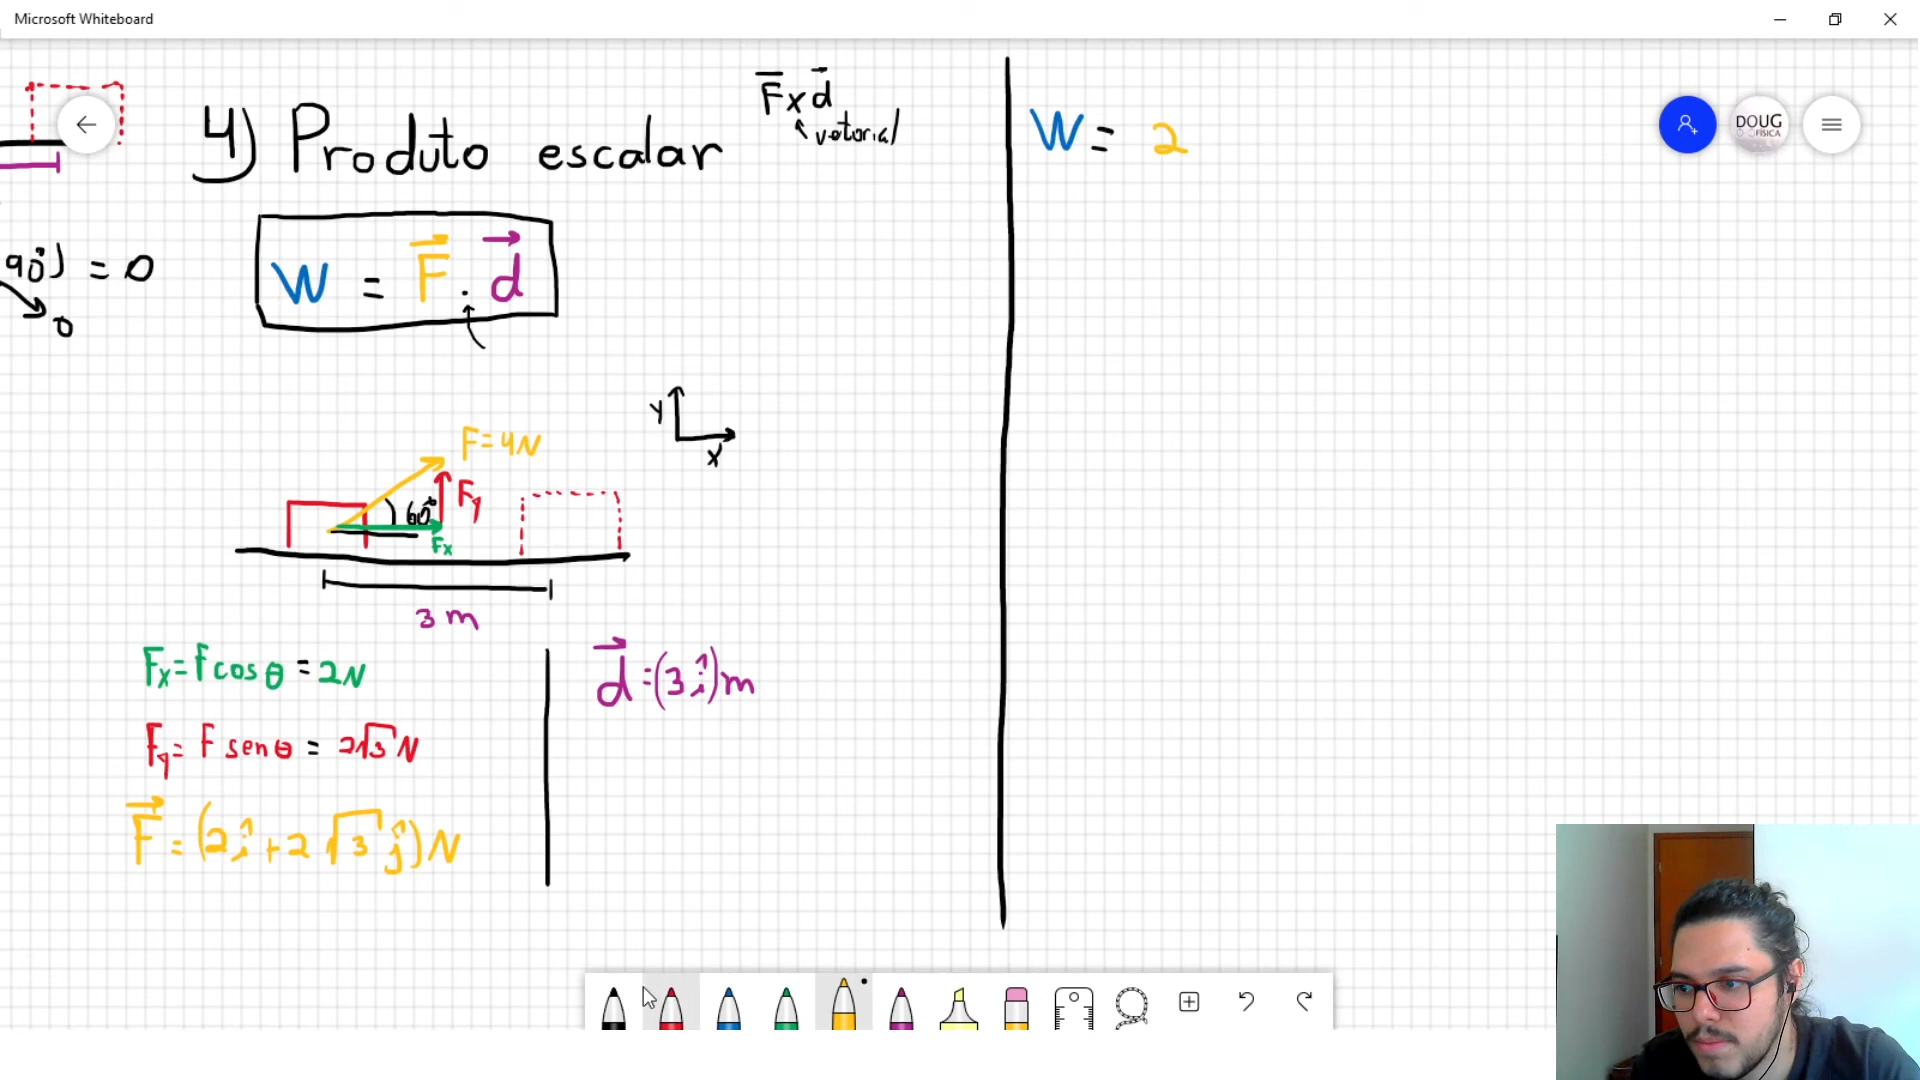 Microsoft Whiteboard
4) Produto escalar
F x d
vetorial
W = 2
DOUG
FÍSICA
90°) = 0
0
W = F . d
y
x
F = 4N
Fy
60°
Fx
3 m
Fx = F cos θ = 2N
d = (3 î) m
Fy = F sen θ = 2√3 N
F = (2 î + 2 √3 ĵ) N